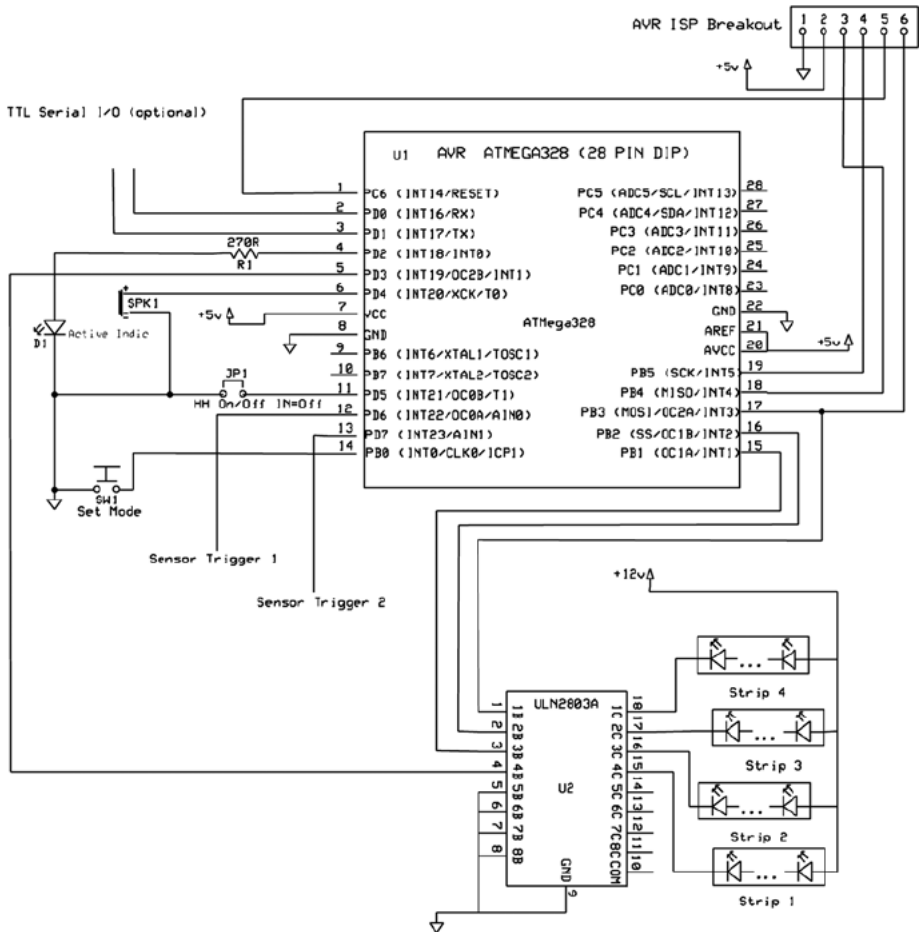 AVR ISP Breakout
1 2 3 4 5 6
+5v
TTL Serial I/O (optional)
U1 AVR ATMEGA328 (28 PIN DIP)
1 PC6 (INT14/RESET)
2 PD0 (INT16/RX)
3 PD1 (INT17/TX)
270R
R1
4 PD2 (INT18/INT0)
5 PD3 (INT19/OC2B/INT1)
6 PD4 (INT20/XCK/T0)
+
SPK1
+5v
7 VCC
8 GND
D1
Active Indic
9 PB6 (INT6/XTAL1/TOSC1)
10 PB7 (INT7/XTAL2/TOSC2)
JP1
11 PD5 (INT21/OC0B/T1)
HH On/Off IN=Off
12 PD6 (INT22/OC0A/AIN0)
13 PD7 (INT23/AIN1)
14 PB0 (INT0/CLK0/ICP1)
SW1
Set Mode
PC5 (ADC5/SCL/INT13) 28
PC4 (ADC4/SDA/INT12) 27
PC3 (ADC3/INT11) 26
PC2 (ADC2/INT10) 25
PC1 (ADC1/INT9) 24
PC0 (ADC0/INT8) 23
GND 22
ATMega328
AREF 21
AVCC 20
+5v
PB5 (SCK/INT5) 19
PB4 (MISO/INT4) 18
PB3 (MOSI/OC2A/INT3) 17
PB2 (SS/OC1B/INT2) 16
PB1 (OC1A/INT1) 15
Sensor Trigger 1
Sensor Trigger 2
+12v
ULN2803A
U2
1 1B
2 2B
3 3B
4 4B
5 5B
6 6B
7 7B
8 8B
GND 9
1C 18
2C 17
3C 16
4C 15
5C 14
6C 13
7C 12
8C 11
COM 10
...
Strip 4
...
Strip 3
...
Strip 2
...
Strip 1